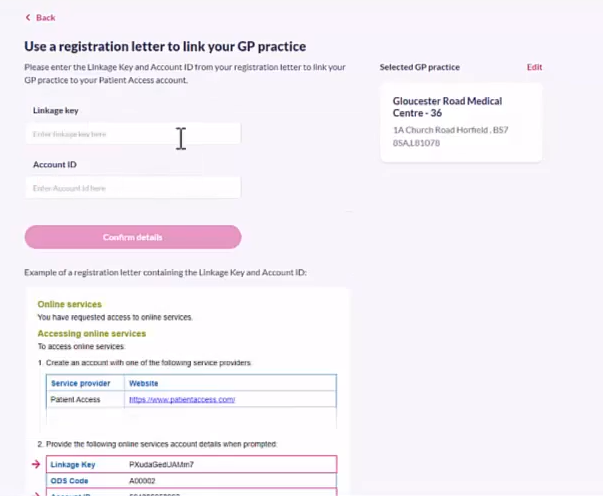 Back
Use a registration letter to link your GP practice
Please enter the Linkage Key and Account ID from your registration letter to link your
GP practice to your Patient Access account.
Linkage key
Enter linkage key here
Account ID
Enter Account id here
Confirm details
Selected GP practice Edit
Gloucester Road Medical
Centre - 36
1A Church Road Horfield , BS7
0SA,L81078
Example of a registration letter containing the Linkage Key and Account ID:
Online services
You have requested access to online services.
Accessing online services
To access online services:
1. Create an account with one of the following service providers
Service provider Website
Patient Access https://www.patientaccess.com/
2. Provide the following online services account details when prompted:
Linkage Key PXudaGedUAMm7
ODS Code A00002